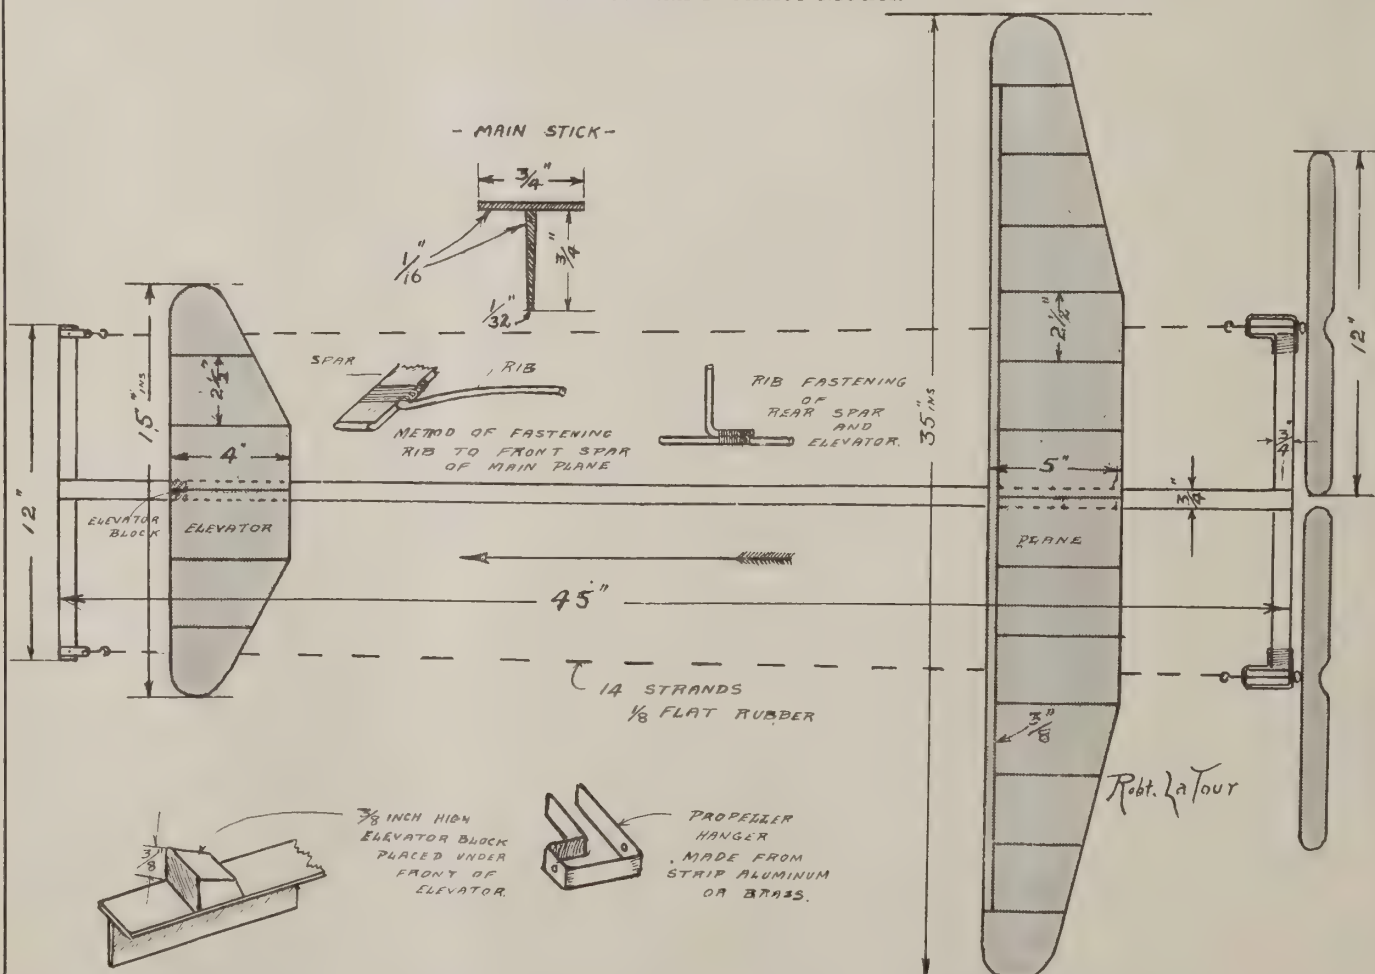 - MAIN STICK -
3/4"
1/16"
3/4"
1/32"
12"
15" INS
2 1/2"
4"
ELEVATOR
BLOCK
ELEVATOR
SPAR
RIB
METHOD OF FASTENING
RIB TO FRONT SPAR
OF MAIN PLANE
RIB FASTENING
OF
REAR SPAR
AND
ELEVATOR.
35" INS
2 1/2"
5"
PLANE
3/4"
3/4"
12"
45"
14 STRANDS
1/8 FLAT RUBBER
3/8"
Robt. LaTour
3/8
3/8 INCH HIGH
ELEVATOR BLOCK
PLACED UNDER
FRONT OF
ELEVATOR.
PROPELLER
HANGER
MADE FROM
STRIP ALUMINUM
OR BRASS.